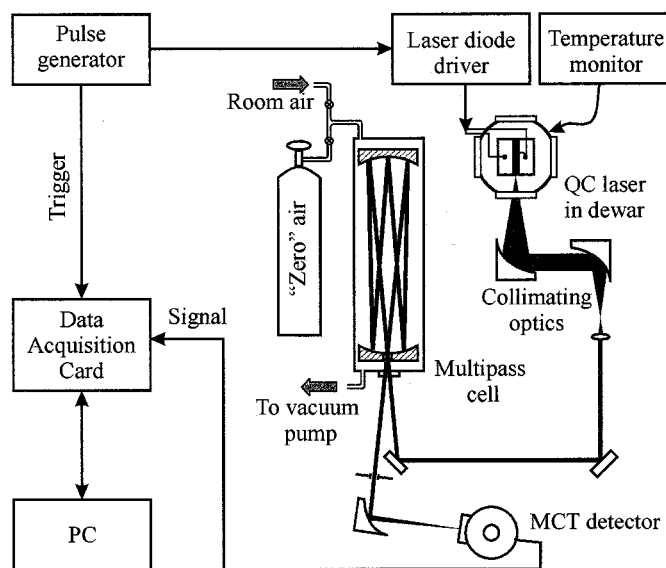 Pulse
generator
Laser diode
driver
Temperature
monitor
Room air
Trigger
"Zero" air
QC laser
in dewar
Collimating
optics
Data
Acquisition
Card
Signal
Multipass
cell
To vacuum
pump
PC
MCT detector